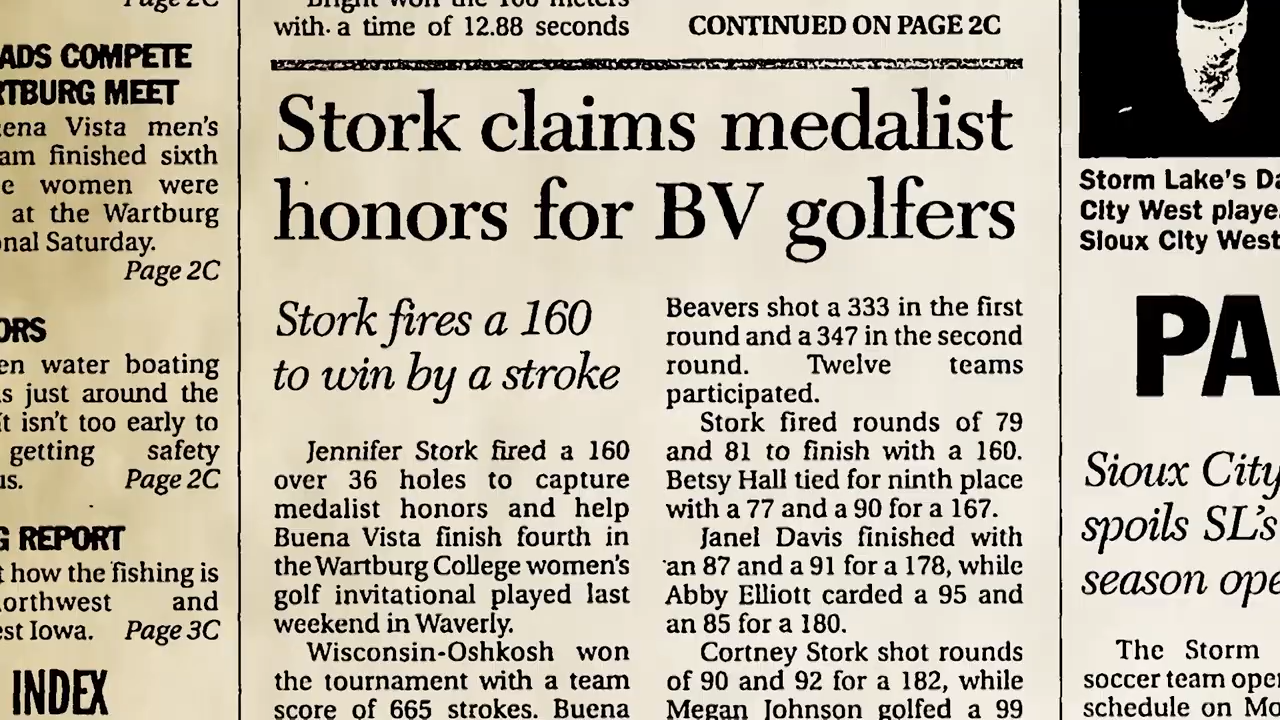 Page 2C
ADS COMPETE
RTBURG MEET
ena Vista men's
am finished sixth
e women were
at the Wartburg
onal Saturday.
Page 2C
ORS
en water boating
s just around the
t isn't too early to
getting safety
us. Page 2C
G REPORT
t how the fishing is
orthwest and
est Iowa. Page 3C
INDEX
Bright won the 100 meters
with a time of 12.88 seconds
CONTINUED ON PAGE 2C
Stork claims medalist
honors for BV golfers
Stork fires a 160
to win by a stroke
Jennifer Stork fired a 160
over 36 holes to capture
medalist honors and help
Buena Vista finish fourth in
the Wartburg College women's
golf invitational played last
weekend in Waverly.
Wisconsin-Oshkosh won
the tournament with a team
score of 665 strokes. Buena
Beavers shot a 333 in the first
round and a 347 in the second
round. Twelve teams
participated.
Stork fired rounds of 79
and 81 to finish with a 160.
Betsy Hall tied for ninth place
with a 77 and a 90 for a 167.
Janel Davis finished with
an 87 and a 91 for a 178, while
Abby Elliott carded a 95 and
an 85 for a 180.
Cortney Stork shot rounds
of 90 and 92 for a 182, while
Megan Johnson golfed a 99
Storm Lake's Da
City West playe
Sioux City West
PA
Sioux City
spoils SL's
season ope
The Storm
soccer team oper
schedule on Mo